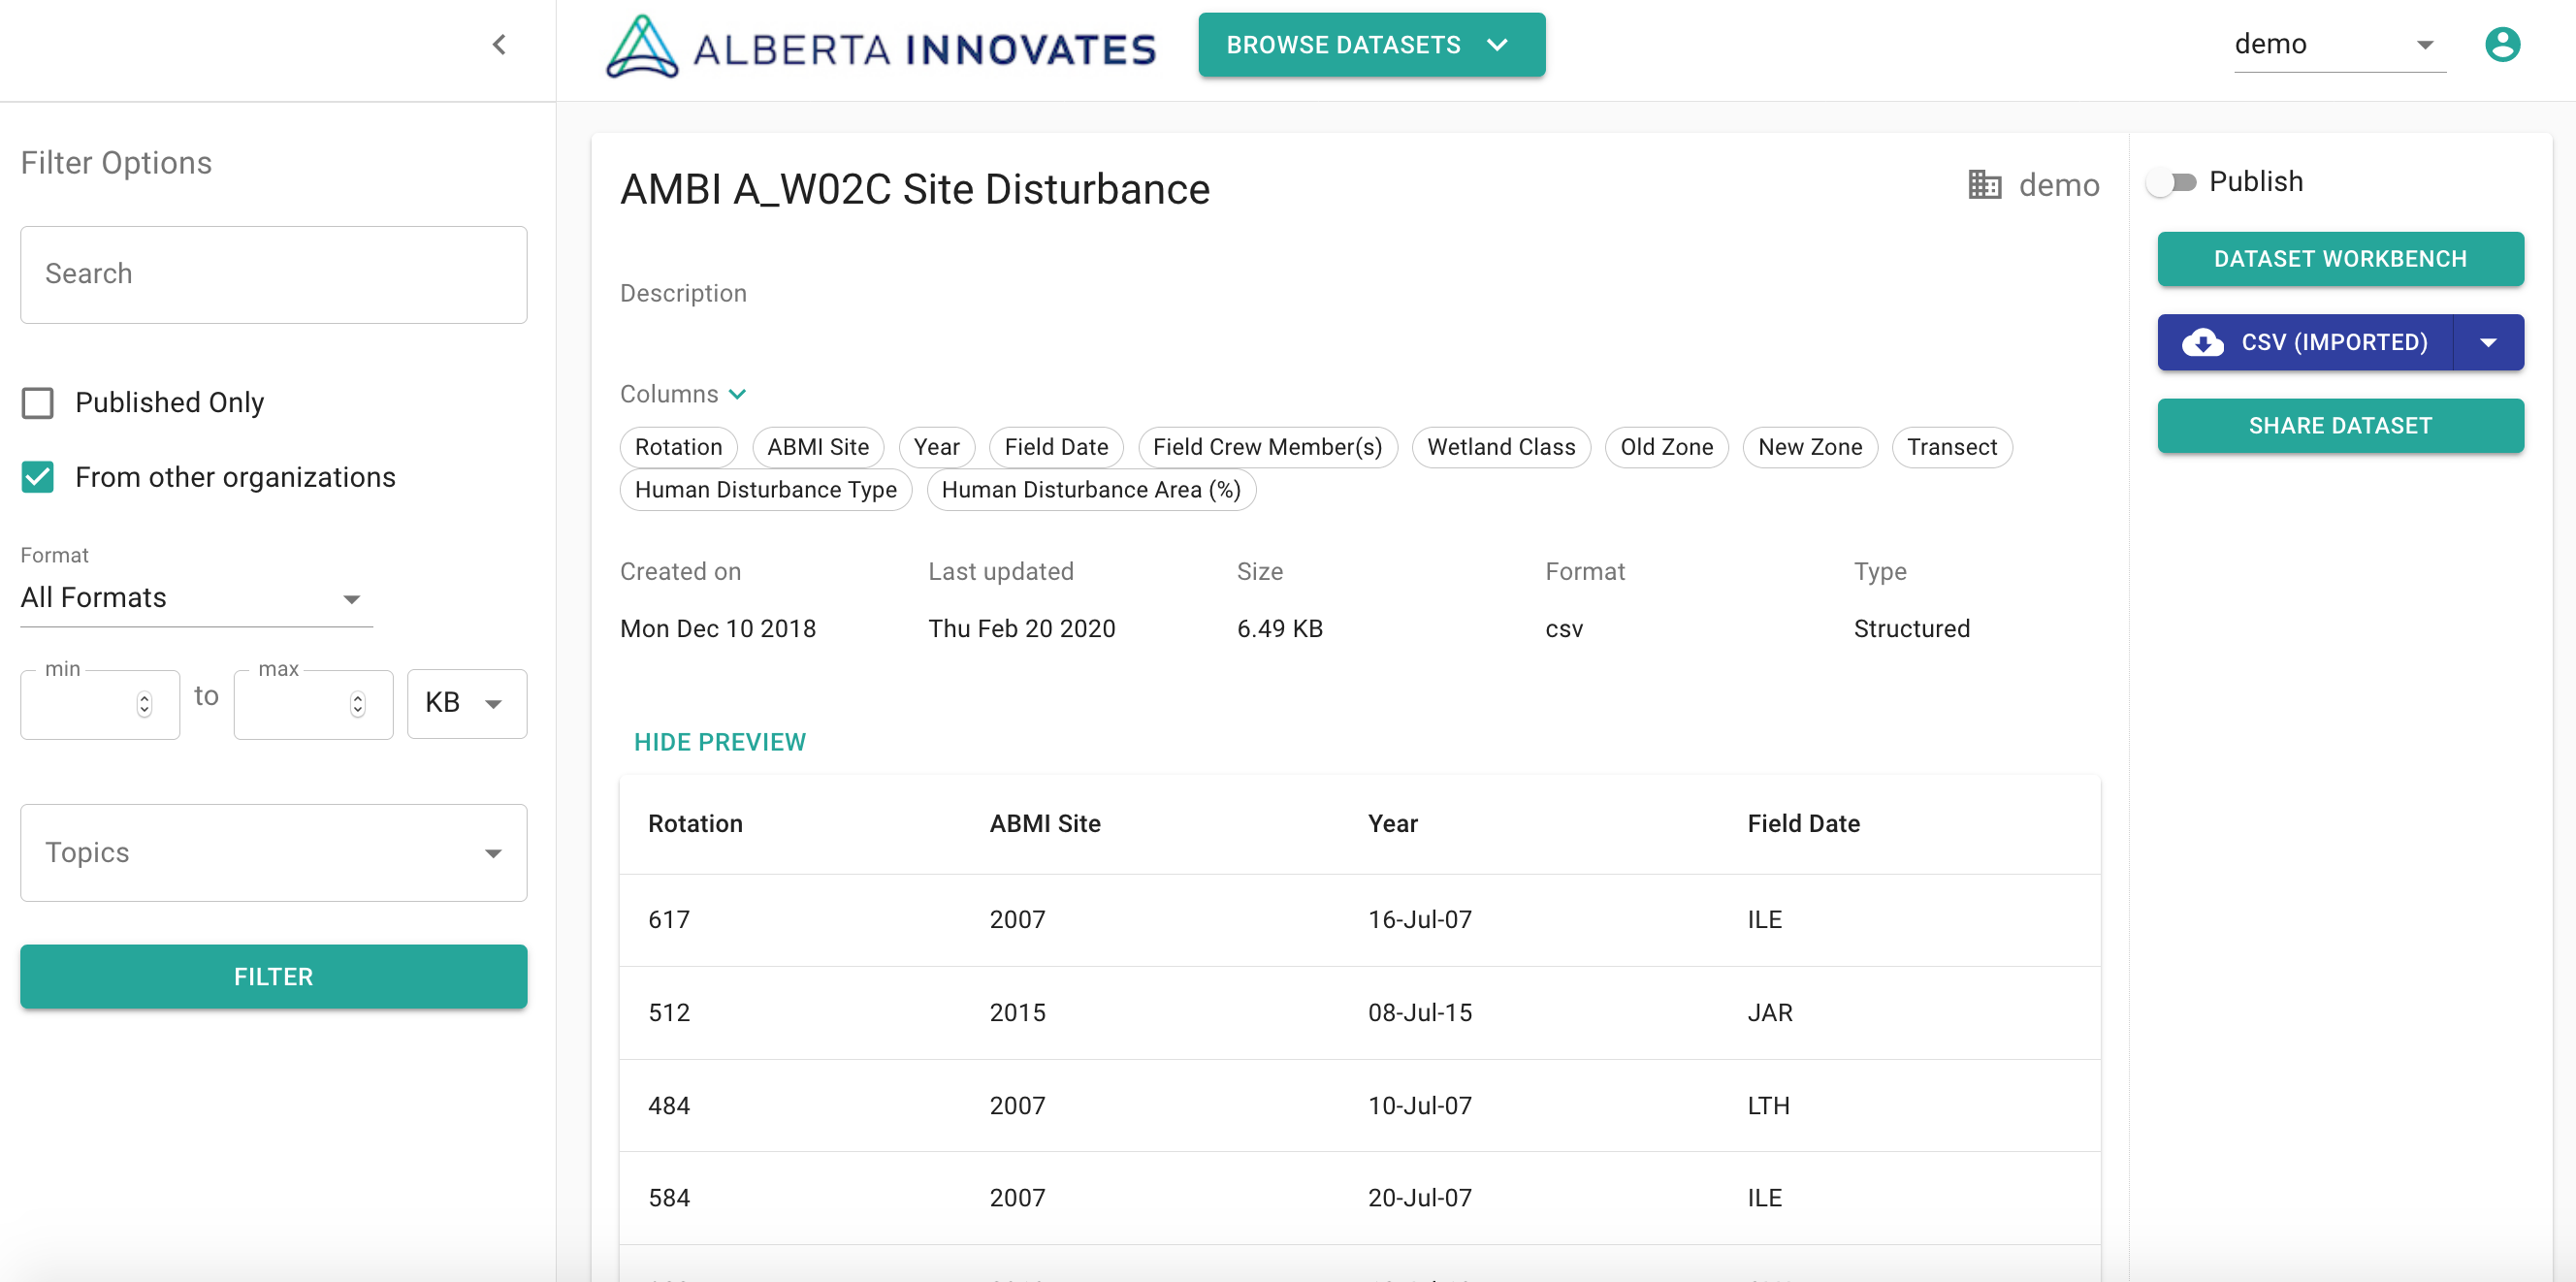 ALBERTA INNOVATES
BROWSE DATASETS
demo
Filter Options
Search
Published Only
From other organizations
Format
All Formats
min to max KB
Topics
FILTER
AMBI A_W02C Site Disturbance
demo
Description
Columns
Rotation ABMI Site Year Field Date Field Crew Member(s) Wetland Class Old Zone New Zone Transect
Human Disturbance Type Human Disturbance Area (%)
Created on Last updated Size Format Type
Mon Dec 10 2018 Thu Feb 20 2020 6.49 KB csv Structured
HIDE PREVIEW
Rotation ABMI Site Year Field Date
617 2007 16-Jul-07 ILE
512 2015 08-Jul-15 JAR
484 2007 10-Jul-07 LTH
584 2007 20-Jul-07 ILE
Publish
DATASET WORKBENCH
CSV (IMPORTED)
SHARE DATASET